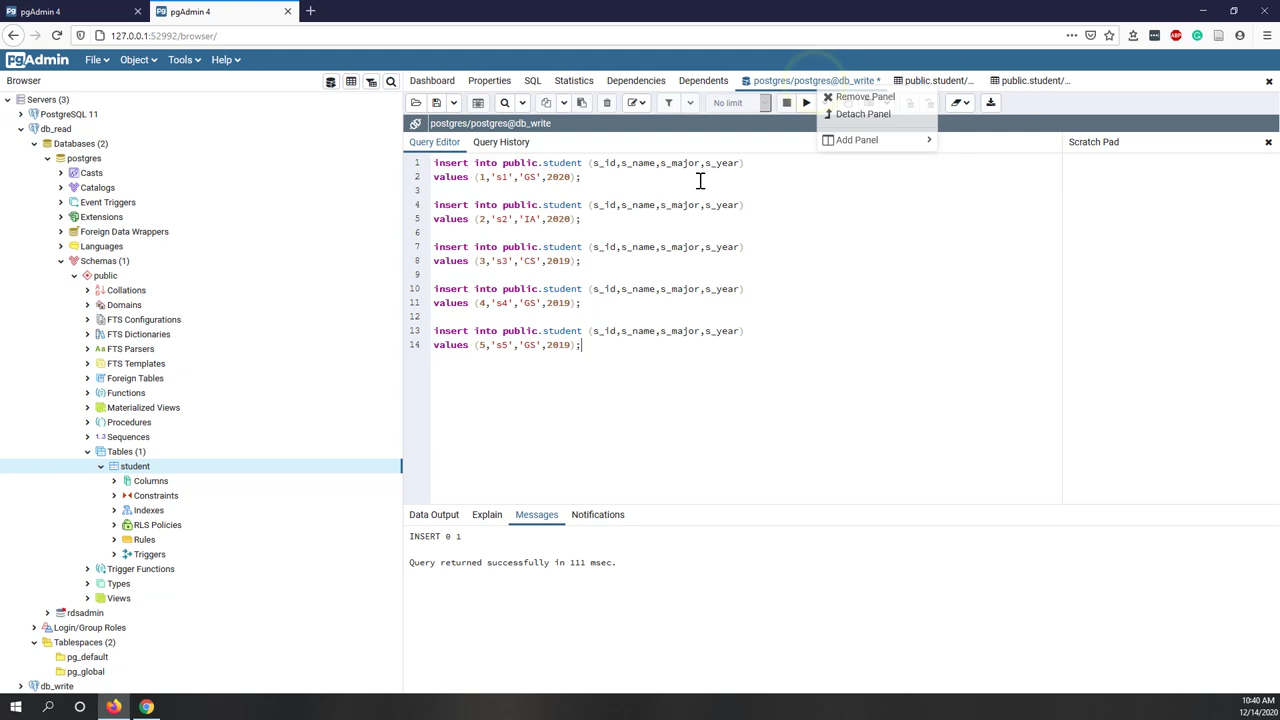 pgAdmin 4
pgAdmin 4
127.0.0.1:52992/browser/
pgAdmin File Object Tools Help
Browser
Dashboard Properties SQL Statistics Dependencies Dependents postgres/postgres@db_write * public.student/... public.student/...
No limit
Remove Panel
Detach Panel
Add Panel
postgres/postgres@db_write
Query Editor Query History
Scratch Pad
Servers (3)
PostgreSQL 11
db_read
Databases (2)
postgres
Casts
Catalogs
Event Triggers
Extensions
Foreign Data Wrappers
Languages
Schemas (1)
public
Collations
Domains
FTS Configurations
FTS Dictionaries
FTS Parsers
FTS Templates
Foreign Tables
Functions
Materialized Views
Procedures
1.3 Sequences
Tables (1)
student
Columns
Constraints
Indexes
RLS Policies
Rules
Triggers
Trigger Functions
Types
Views
rdsadmin
Login/Group Roles
Tablespaces (2)
pg_default
pg_global
db_write
1 insert into public.student (s_id,s_name,s_major,s_year)
2 values (1,'s1','GS',2020);
3
4 insert into public.student (s_id,s_name,s_major,s_year)
5 values (2,'s2','IA',2020);
6
7 insert into public.student (s_id,s_name,s_major,s_year)
8 values (3,'s3','CS',2019);
9
10 insert into public.student (s_id,s_name,s_major,s_year)
11 values (4,'s4','GS',2019);
12
13 insert into public.student (s_id,s_name,s_major,s_year)
14 values (5,'s5','GS',2019);
Data Output Explain Messages Notifications
INSERT 0 1
Query returned successfully in 111 msec.
10:40 AM
12/14/2020